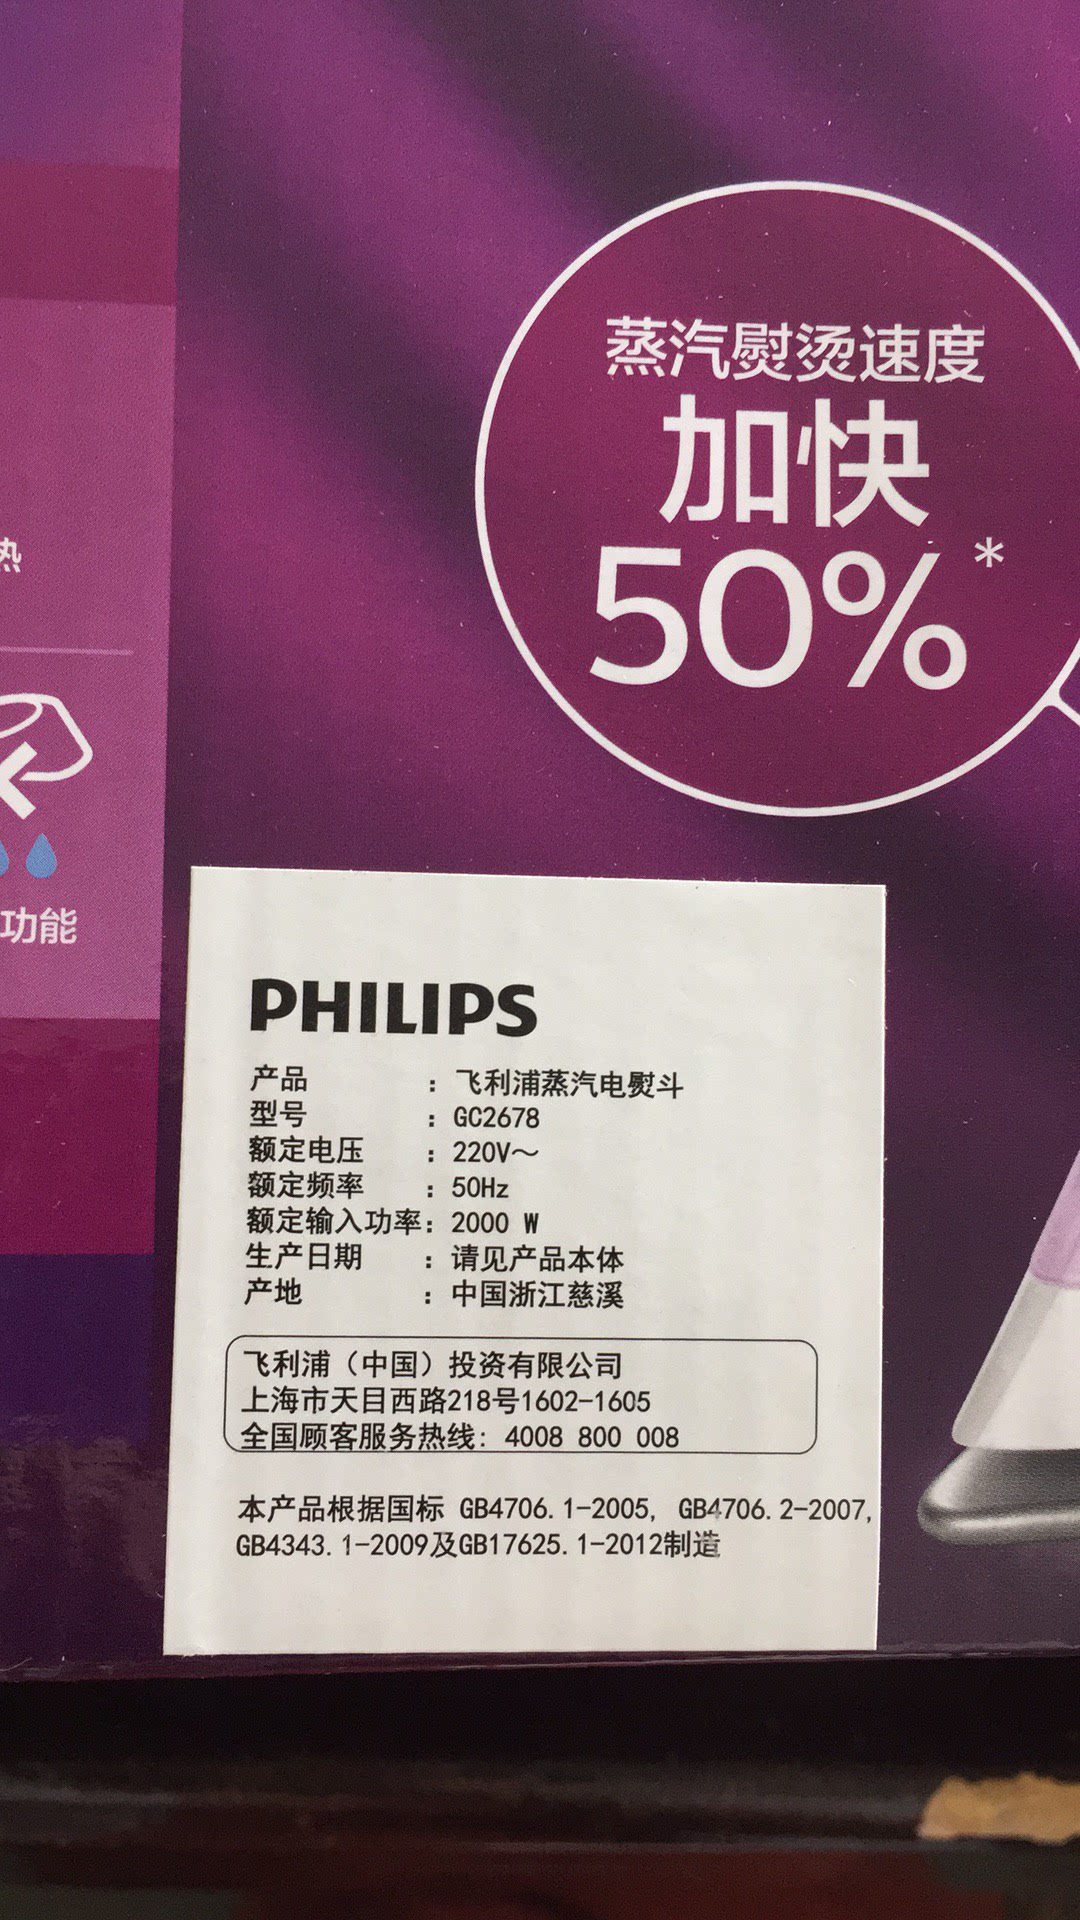 蒸汽熨烫速度
加快
50%*
热
功能
PHILIPS
产品 : 飞利浦蒸汽电熨斗
型号 : GC2678
额定电压 : 220V～
额定频率 : 50Hz
额定输入功率: 2000 W
生产日期 : 请见产品本体
产地 : 中国浙江慈溪
飞利浦（中国）投资有限公司
上海市天目西路218号1602-1605
全国顾客服务热线: 4008 800 008
本产品根据国标 GB4706.1-2005, GB4706.2-2007,
GB4343.1-2009及GB17625.1-2012制造